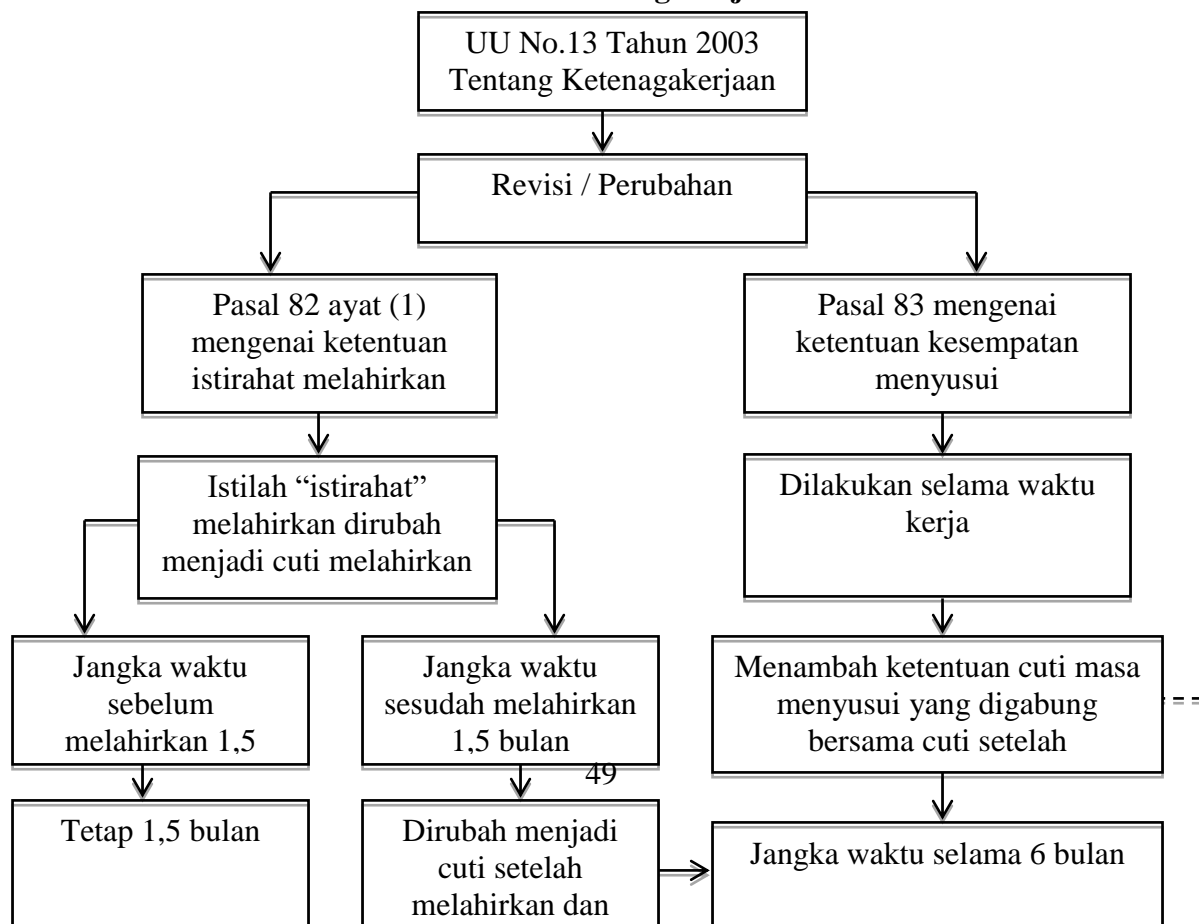 UU No.13 Tahun 2003
Tentang Ketenagakerjaan
Revisi / Perubahan
Pasal 82 ayat (1)
mengenai ketentuan
istirahat melahirkan
Pasal 83 mengenai
ketentuan kesempatan
menyusui
Istilah “istirahat”
melahirkan dirubah
menjadi cuti melahirkan
Dilakukan selama waktu
kerja
Jangka waktu
sebelum
melahirkan 1,5
Jangka waktu
sesudah melahirkan
1,5 bulan
Menambah ketentuan cuti masa
menyusui yang digabung
bersama cuti setelah
49
Tetap 1,5 bulan
Dirubah menjadi
cuti setelah
melahirkan dan
Jangka waktu selama 6 bulan